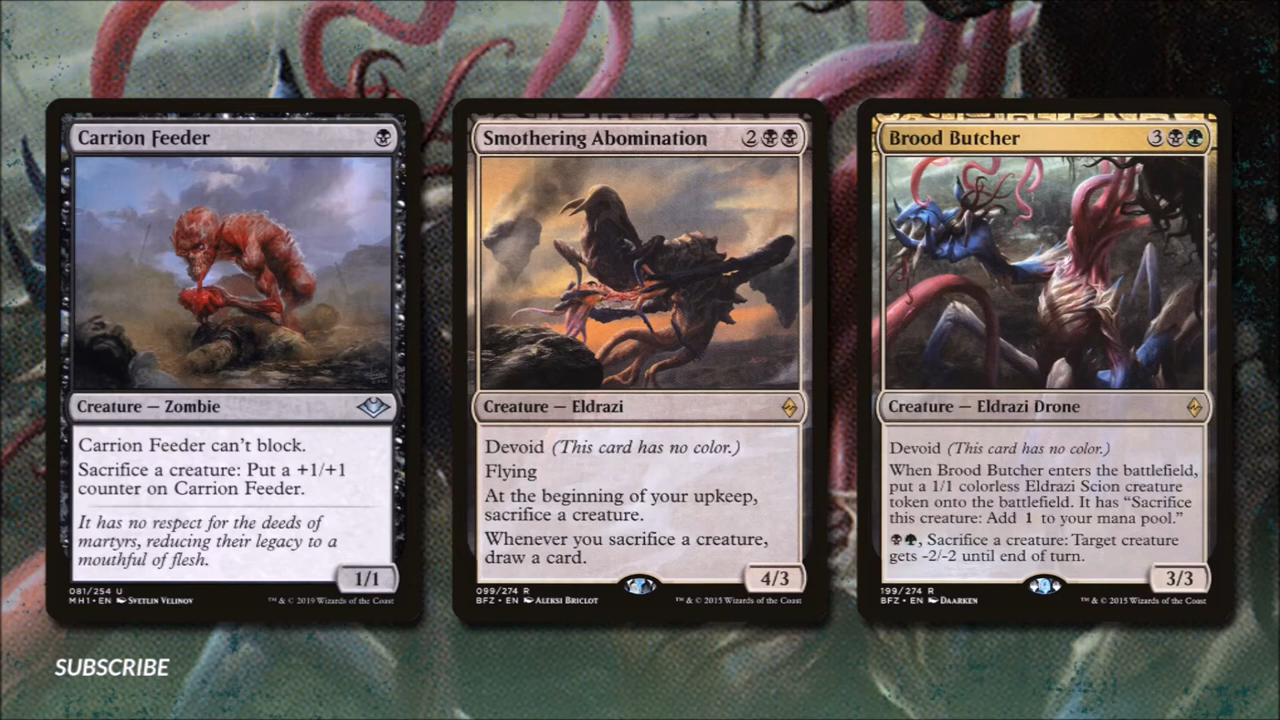 Carrion Feeder
Creature — Zombie
Carrion Feeder can't block.
Sacrifice a creature: Put a +1/+1
counter on Carrion Feeder.
It has no respect for the deeds of
martyrs, reducing their legacy to a
mouthful of flesh.
1/1
081/254 U
MH1 • EN Svetlin Velinov
™ & © 2019 Wizards of the Coast
Smothering Abomination 2
Creature — Eldrazi
Devoid (This card has no color.)
Flying
At the beginning of your upkeep,
sacrifice a creature.
Whenever you sacrifice a creature,
draw a card.
4/3
099/274 R
BFZ • EN Aleksi Briclot
™ & © 2015 Wizards of the Coast
Brood Butcher 3
Creature — Eldrazi Drone
Devoid (This card has no color.)
When Brood Butcher enters the battlefield,
put a 1/1 colorless Eldrazi Scion creature
token onto the battlefield. It has “Sacrifice
this creature: Add 1 to your mana pool.”
, Sacrifice a creature: Target creature
gets -2/-2 until end of turn.
3/3
199/274 R
BFZ • EN Daarken
™ & © 2015 Wizards of the Coast
SUBSCRIBE